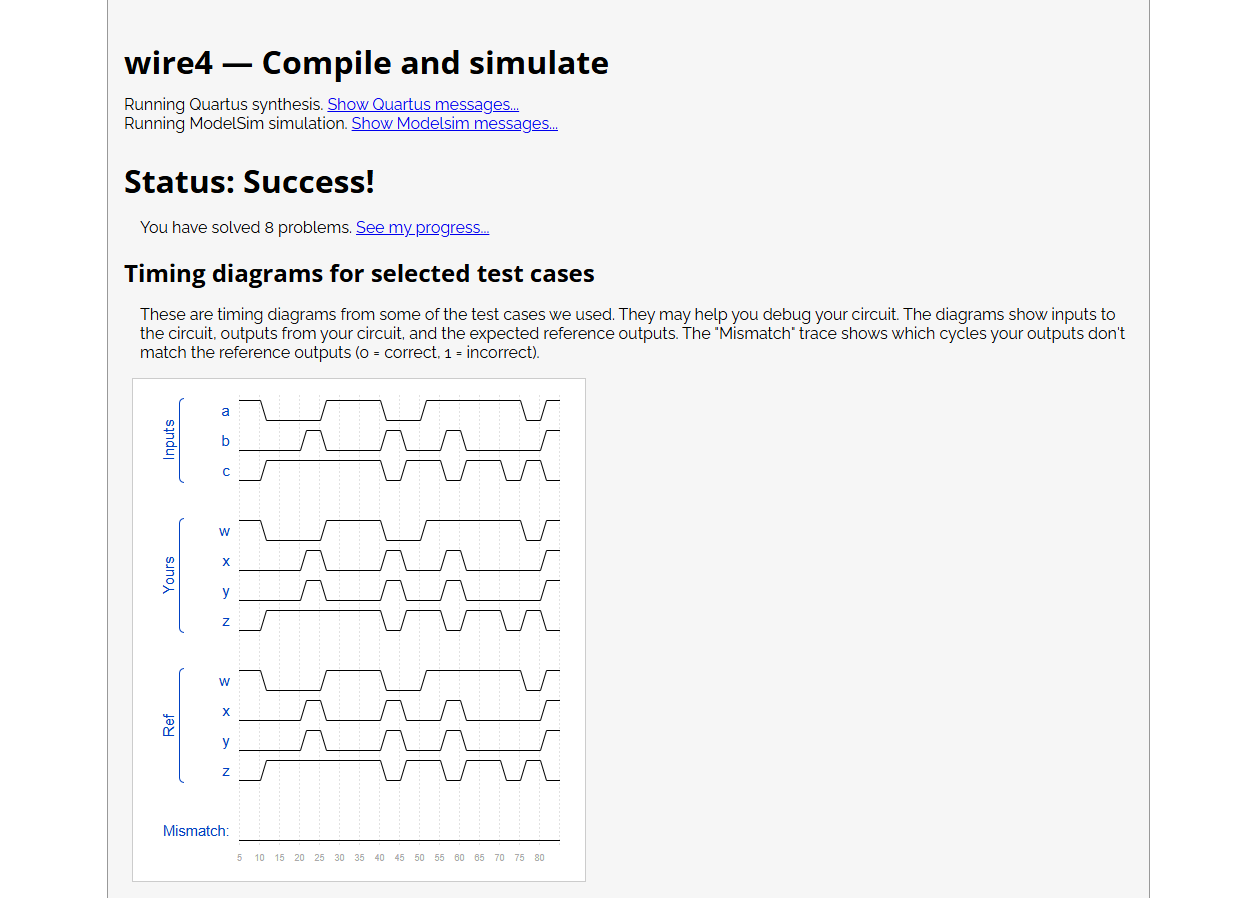 wire4 — Compile and simulate
Running Quartus synthesis. Show Quartus messages...
Running ModelSim simulation. Show Modelsim messages...
Status: Success!
You have solved 8 problems. See my progress...
Timing diagrams for selected test cases
These are timing diagrams from some of the test cases we used. They may help you debug your circuit. The diagrams show inputs to
the circuit, outputs from your circuit, and the expected reference outputs. The "Mismatch" trace shows which cycles your outputs don't
match the reference outputs (0 = correct, 1 = incorrect).
Inputs
a
b
c
Yours
w
x
y
z
Ref
w
x
y
z
Mismatch:
5 10 15 20 25 30 35 40 45 50 55 60 65 70 75 80